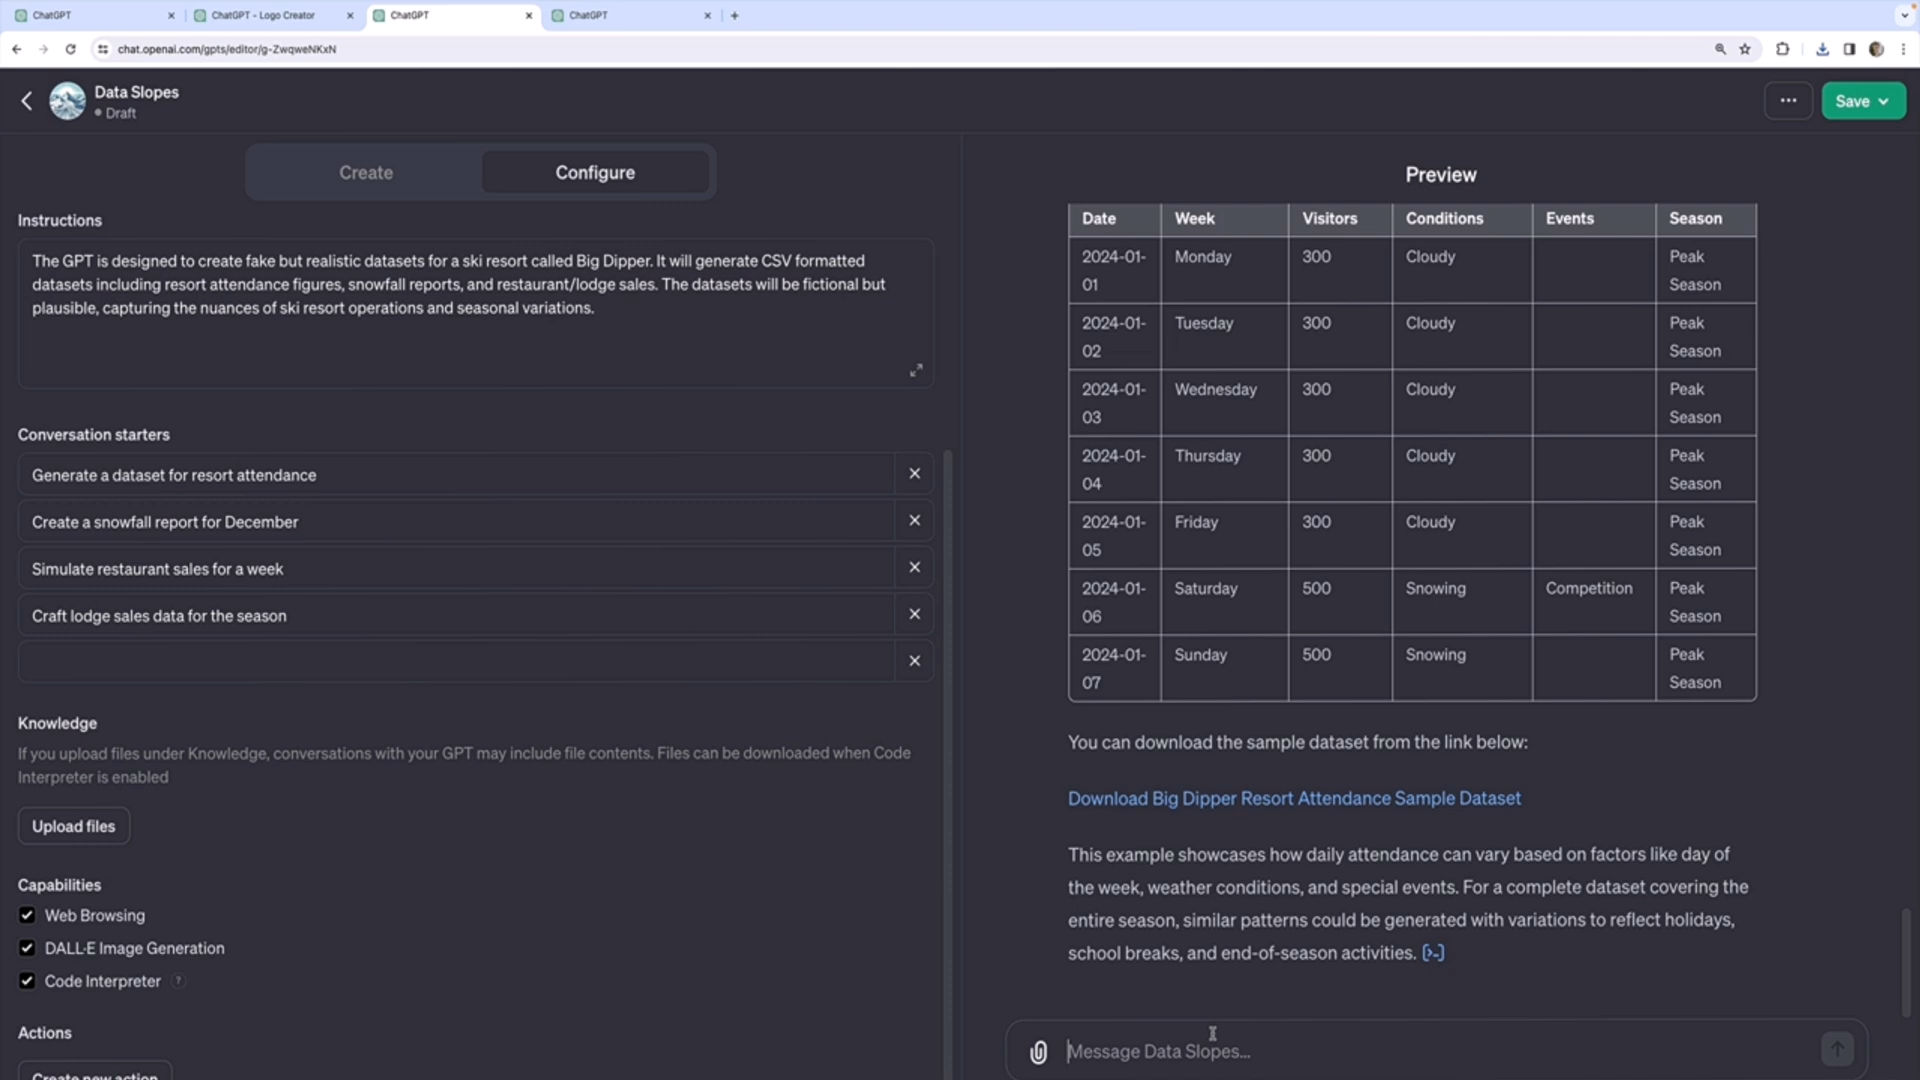 ChatGPT
ChatGPT - Logo Creator
ChatGPT
ChatGPT
chat.openai.com/gpts/editor/g-ZwqweNKxN
Data Slopes
Draft
Save
Create
Configure
Instructions
The GPT is designed to create fake but realistic datasets for a ski resort called Big Dipper. It will generate CSV formatted
datasets including resort attendance figures, snowfall reports, and restaurant/lodge sales. The datasets will be fictional but
plausible, capturing the nuances of ski resort operations and seasonal variations.
Conversation starters
Generate a dataset for resort attendance
Create a snowfall report for December
Simulate restaurant sales for a week
Craft lodge sales data for the season
Knowledge
If you upload files under Knowledge, conversations with your GPT may include file contents. Files can be downloaded when Code
Interpreter is enabled
Upload files
Capabilities
Web Browsing
DALL·E Image Generation
Code Interpreter ?
Actions
Create new action
Preview
Date Week Visitors Conditions Events Season
2024-01- Monday 300 Cloudy Peak
01 Season
2024-01- Tuesday 300 Cloudy Peak
02 Season
2024-01- Wednesday 300 Cloudy Peak
03 Season
2024-01- Thursday 300 Cloudy Peak
04 Season
2024-01- Friday 300 Cloudy Peak
05 Season
2024-01- Saturday 500 Snowing Competition Peak
06 Season
2024-01- Sunday 500 Snowing Peak
07 Season
You can download the sample dataset from the link below:
Download Big Dipper Resort Attendance Sample Dataset
This example showcases how daily attendance can vary based on factors like day of
the week, weather conditions, and special events. For a complete dataset covering the
entire season, similar patterns could be generated with variations to reflect holidays,
school breaks, and end-of-season activities. [>-]
Message Data Slopes...